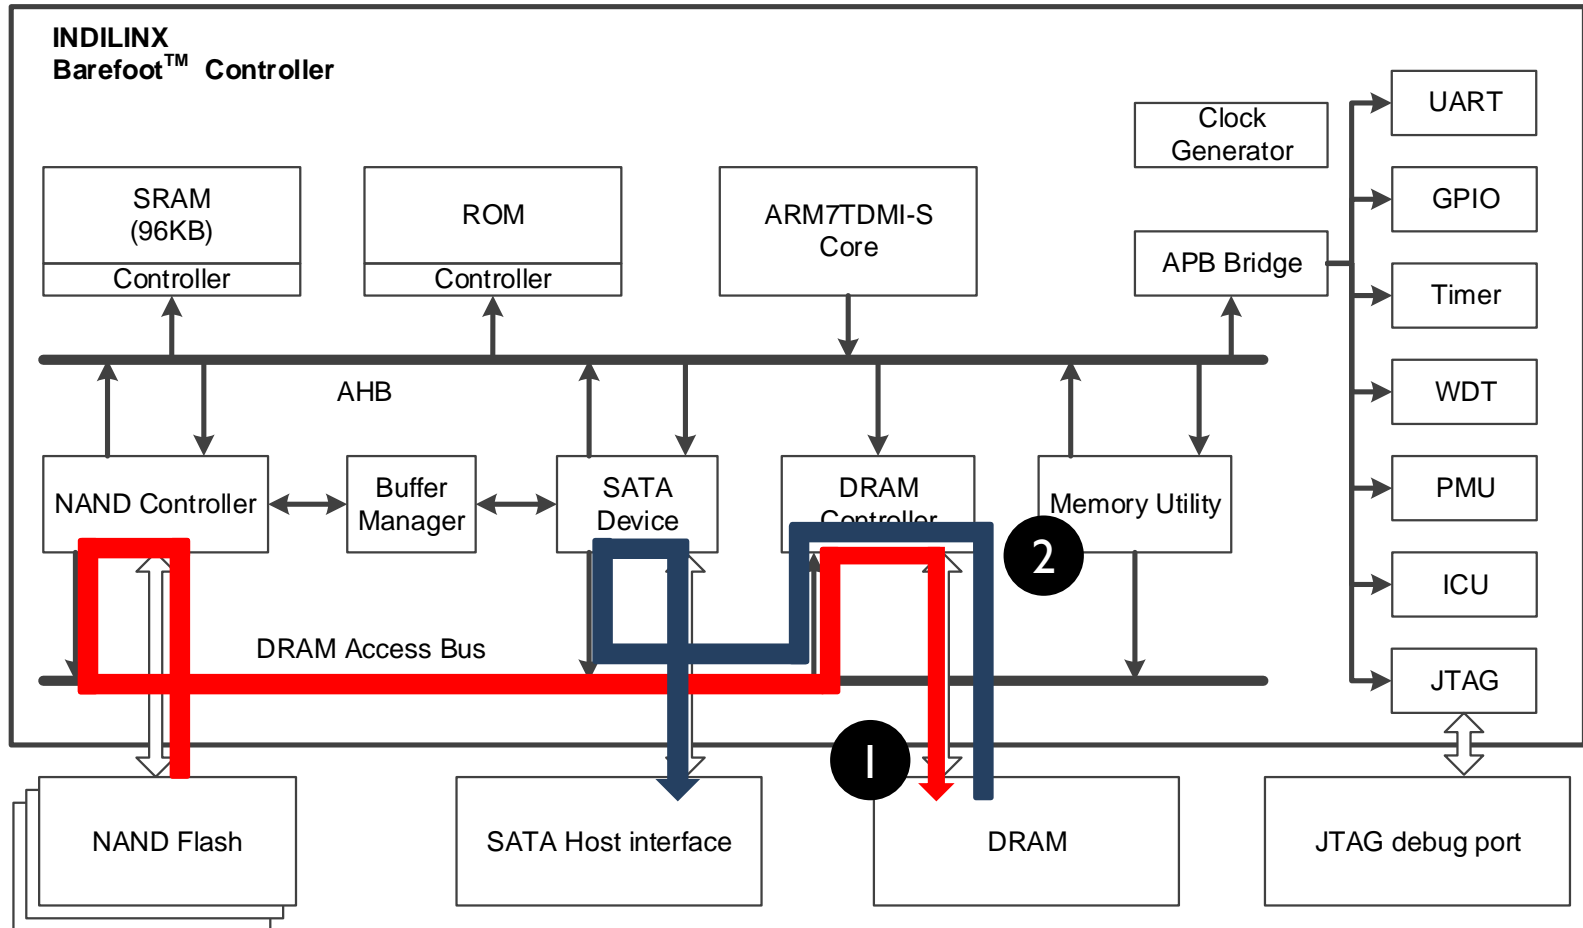 INDILINX
Barefoot™ Controller
UART
Clock
Generator
SRAM
(96KB)
ROM
ARM7TDMI-S
Core
GPIO
Controller
Controller
APB Bridge
Timer
AHB
WDT
NAND Controller
Buffer
Manager
SATA
Device
DRAM
Controller
Memory Utility
PMU
2
ICU
DRAM Access Bus
JTAG
1
NAND Flash
SATA Host interface
DRAM
JTAG debug port